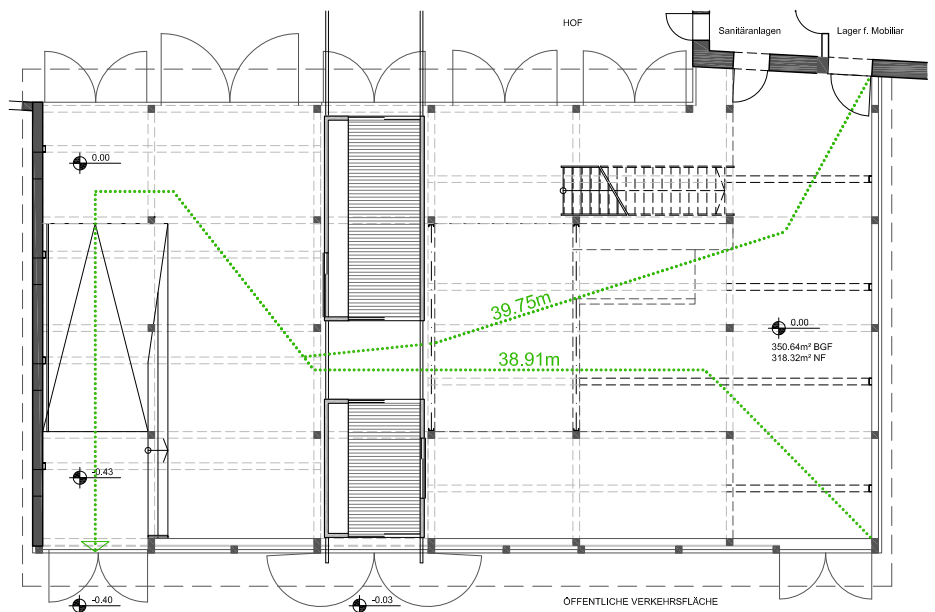 HOF
Sanitäranlagen
Lager f. Mobiliar
0.00
39.75m
0.00
350.64m² BGF
318.32m² NF
38.91m
-0.43
-0.40
-0.03
ÖFFENTLICHE VERKEHRSFLÄCHE